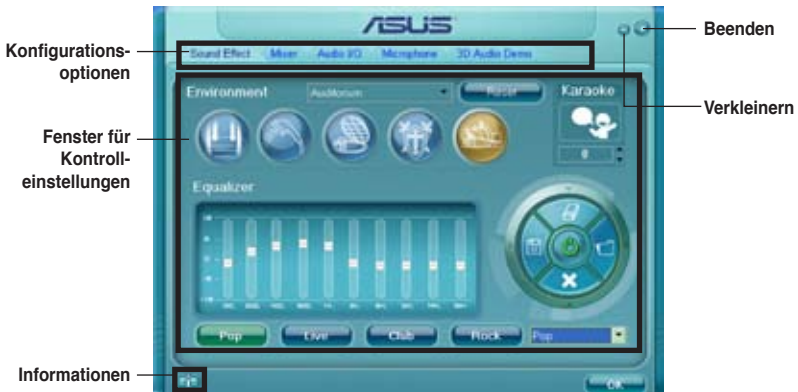 ASUS
Beenden
Konfigurations-
optionen
Sound Effect Mixer Audio I/O Microphone 3D Audio Demo
Verkleinern
Environment Auditorium Reset Karaoke
0
Fenster für
Kontroll-
einstellungen
Equalizer
Pop Live Club Rock Pop
Informationen
OK